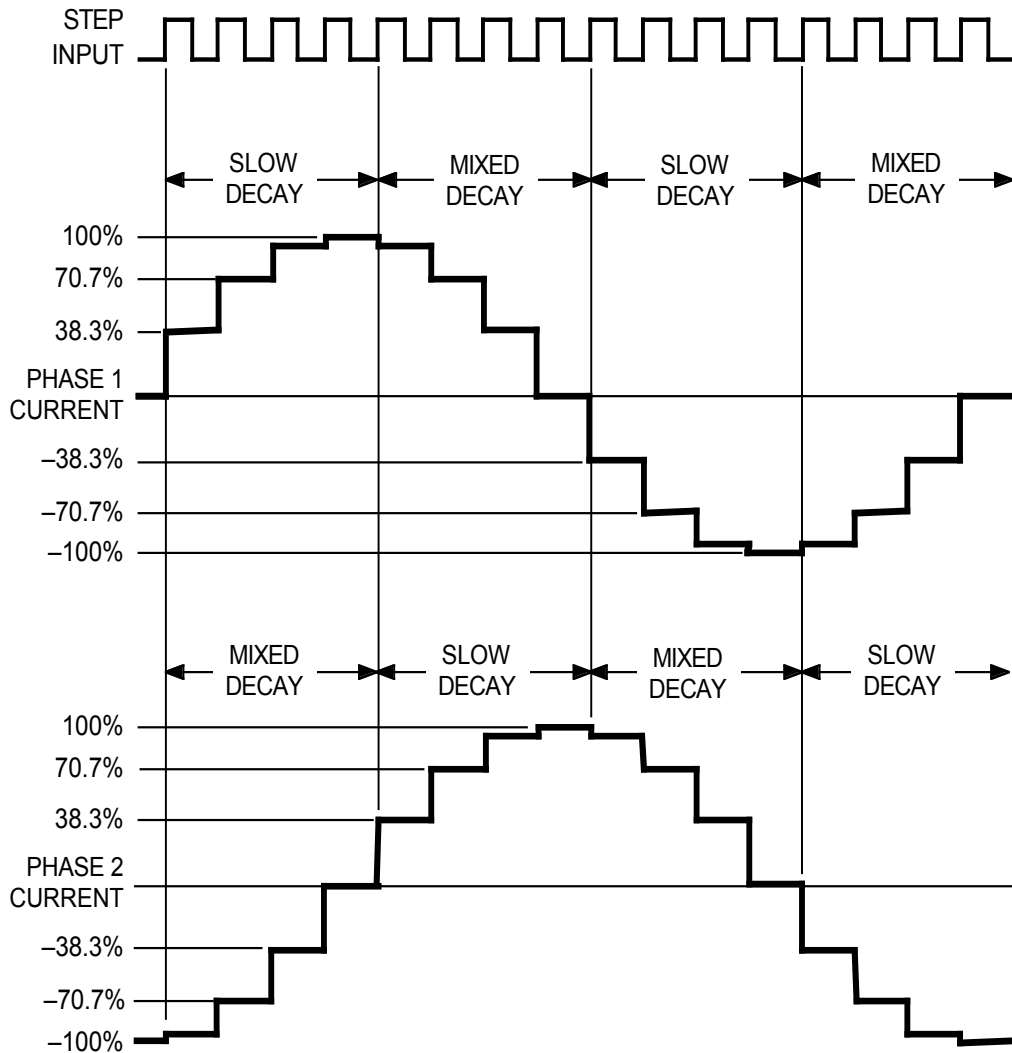 STEP
INPUT
SLOW
DECAY
MIXED
DECAY
SLOW
DECAY
MIXED
DECAY
100%
70.7%
38.3%
PHASE 1
CURRENT
–38.3%
–70.7%
–100%
MIXED
DECAY
SLOW
DECAY
MIXED
DECAY
SLOW
DECAY
100%
70.7%
38.3%
PHASE 2
CURRENT
–38.3%
–70.7%
–100%